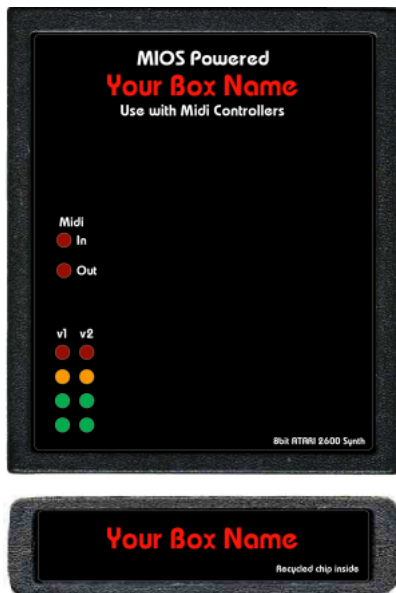 MIOS Powered
Your Box Name
Use with Midi Controllers
Midi
In
Out
v1 v2
8bit ATARI 2600 Synth
Your Box Name
Recycled chip inside